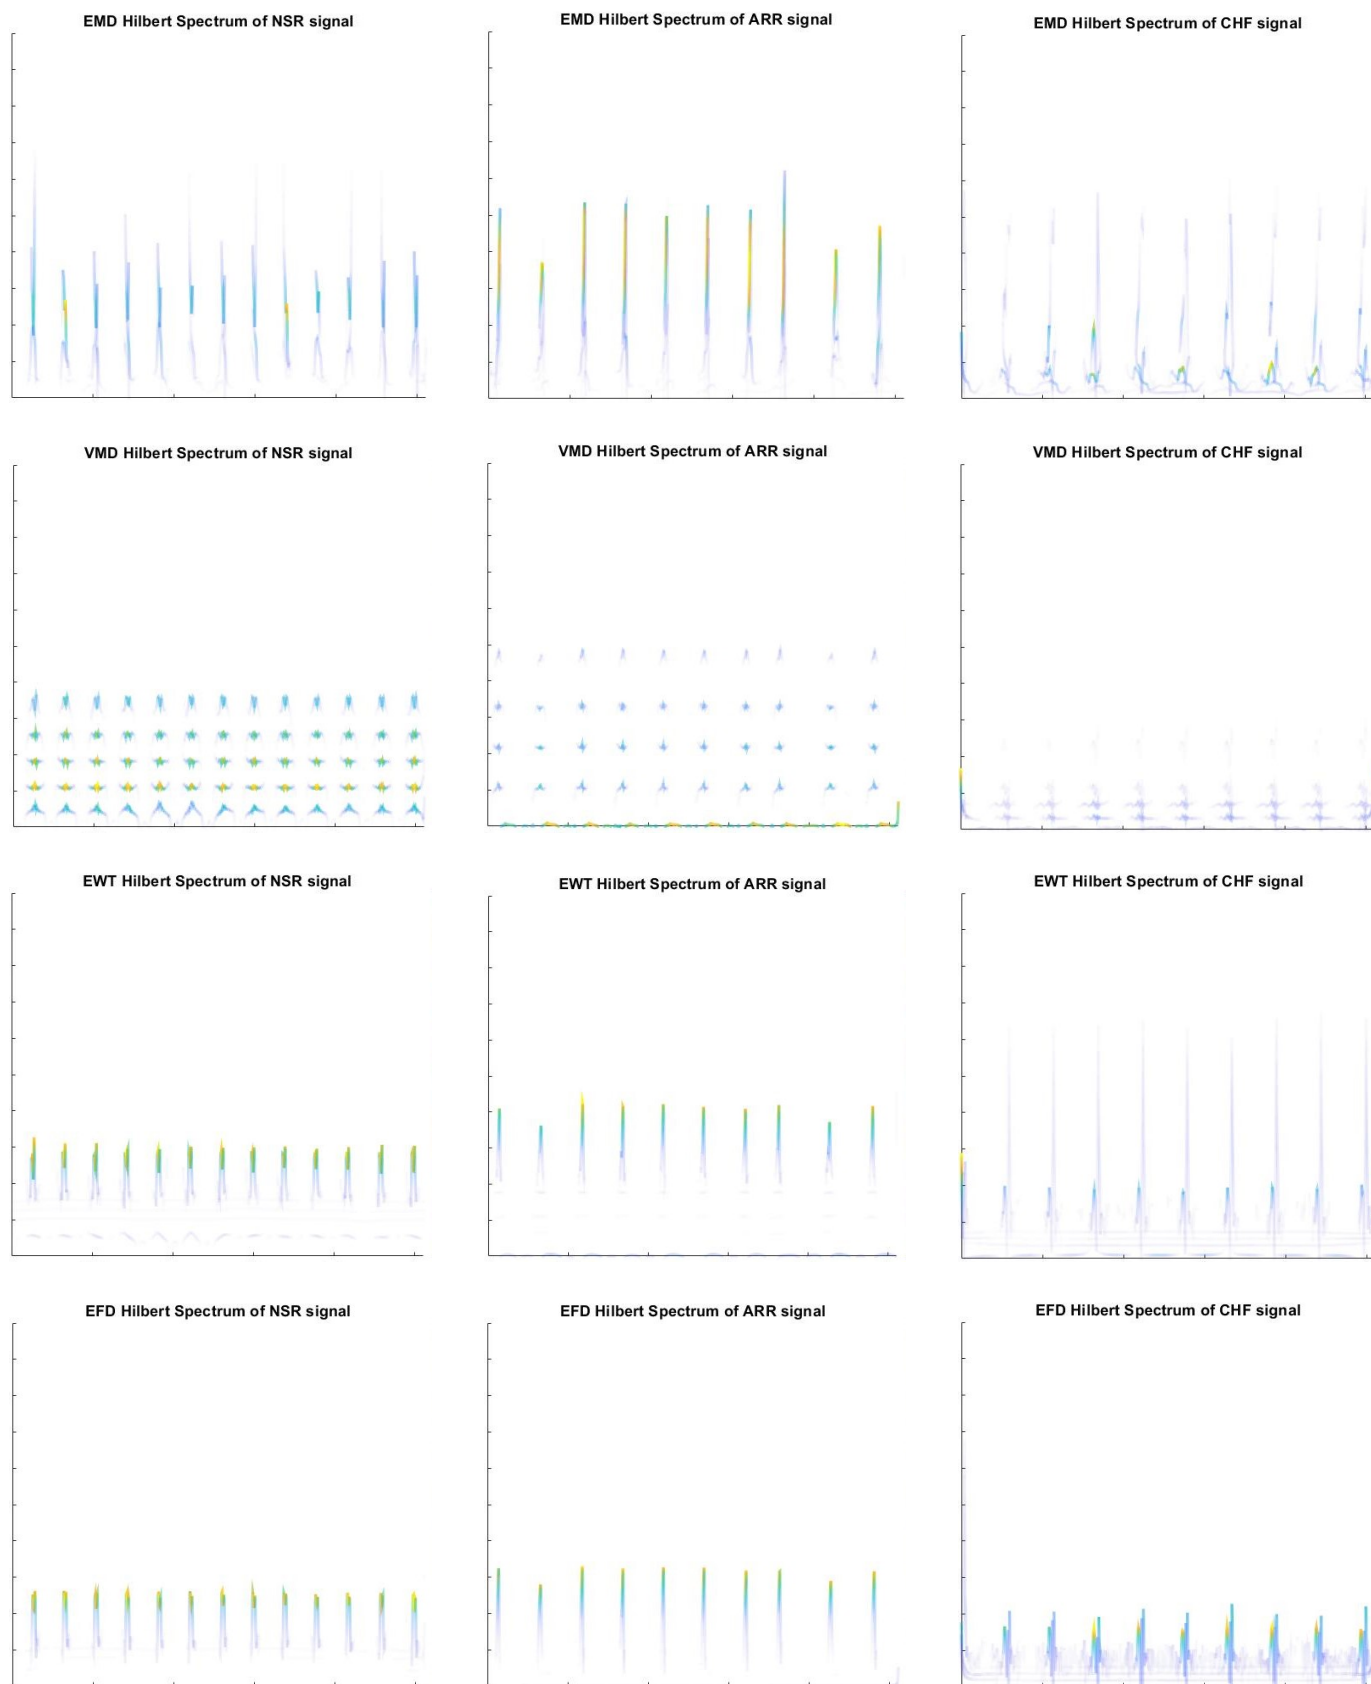 EMD Hilbert Spectrum of NSR signal
EMD Hilbert Spectrum of ARR signal
EMD Hilbert Spectrum of CHF signal
VMD Hilbert Spectrum of NSR signal
VMD Hilbert Spectrum of ARR signal
VMD Hilbert Spectrum of CHF signal
EWT Hilbert Spectrum of NSR signal
EWT Hilbert Spectrum of ARR signal
EWT Hilbert Spectrum of CHF signal
EFD Hilbert Spectrum of NSR signal
EFD Hilbert Spectrum of ARR signal
EFD Hilbert Spectrum of CHF signal